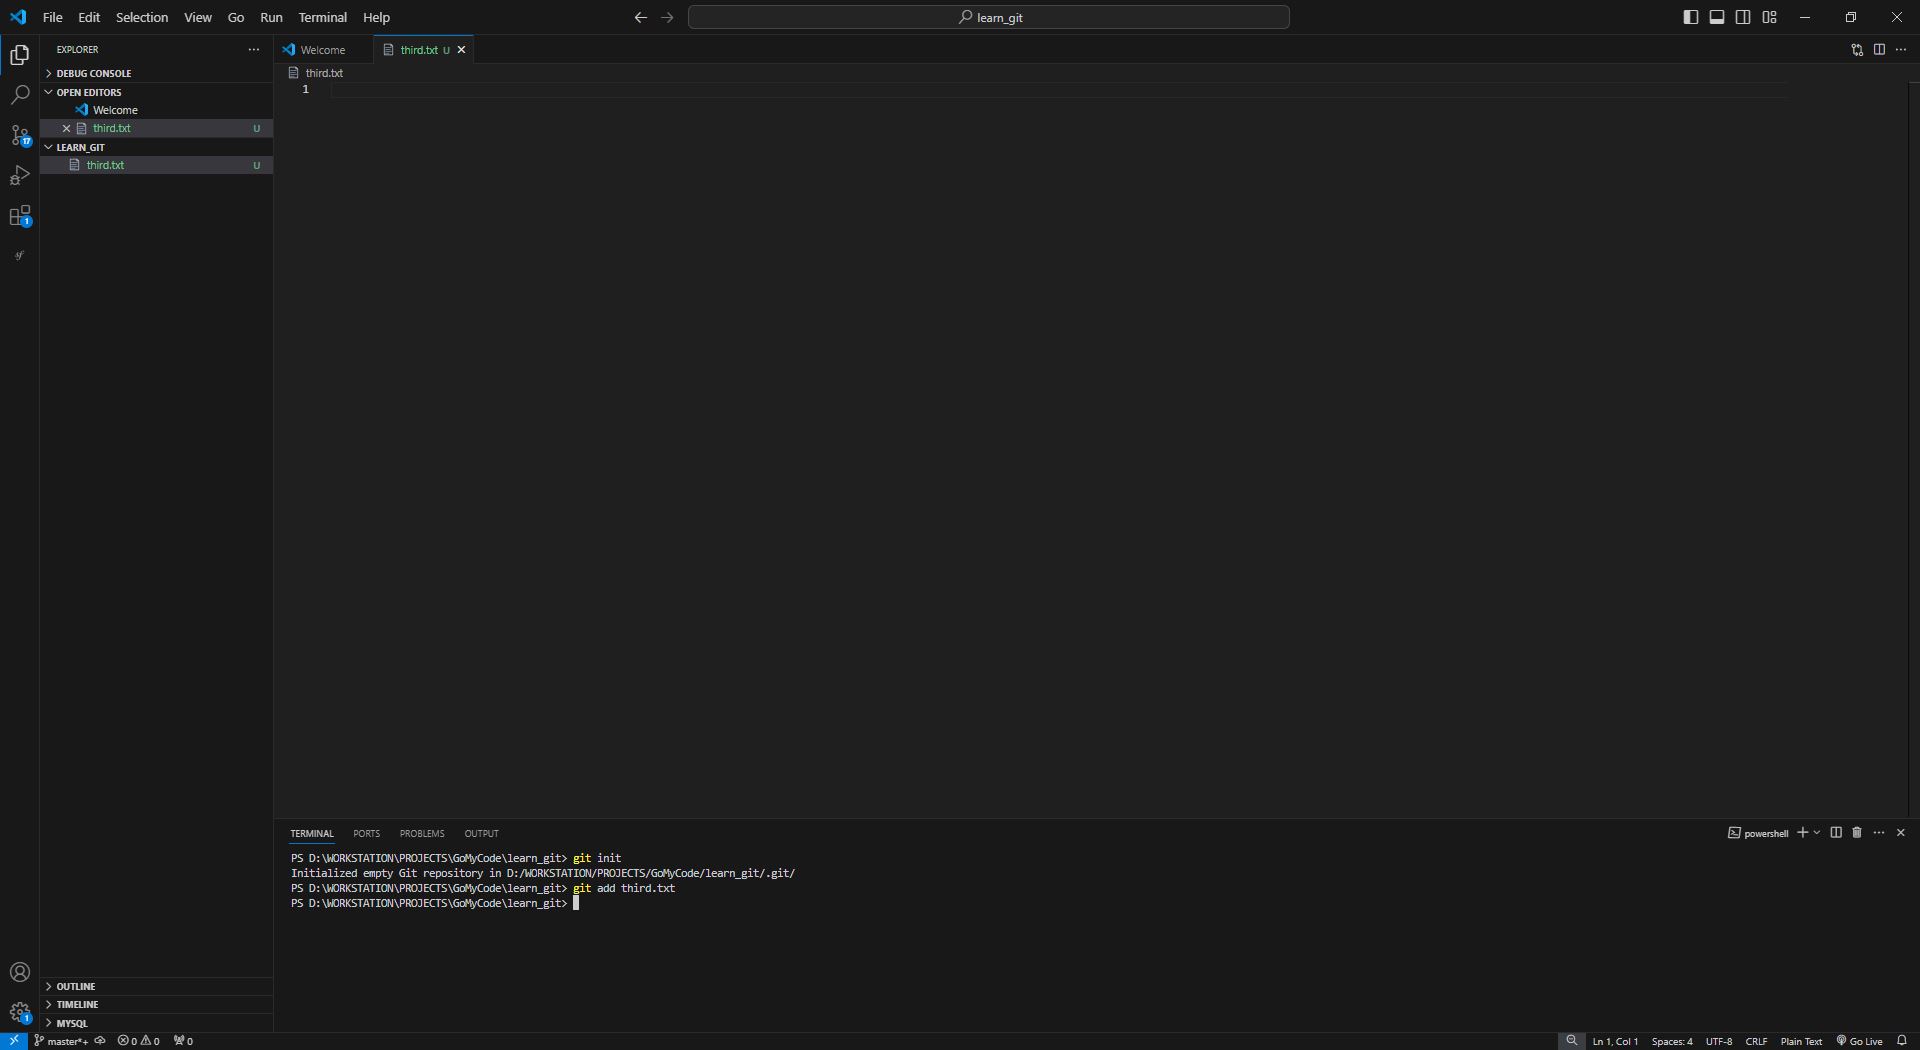 File Edit Selection View Go Run Terminal Help
learn_git
EXPLORER
DEBUG CONSOLE
OPEN EDITORS
Welcome
third.txt U
LEARN_GIT
third.txt U
17
1
Welcome
third.txt U
third.txt
1
TERMINAL PORTS PROBLEMS OUTPUT
powershell
PS D:\WORKSTATION\PROJECTS\GoMyCode\learn_git> git init
Initialized empty Git repository in D:/WORKSTATION/PROJECTS/GoMyCode/learn_git/.git/
PS D:\WORKSTATION\PROJECTS\GoMyCode\learn_git> git add third.txt
PS D:\WORKSTATION\PROJECTS\GoMyCode\learn_git>
OUTLINE
TIMELINE
MYSQL
1
master*+ 0 0 0
Ln 1, Col 1 Spaces: 4 UTF-8 CRLF Plain Text Go Live